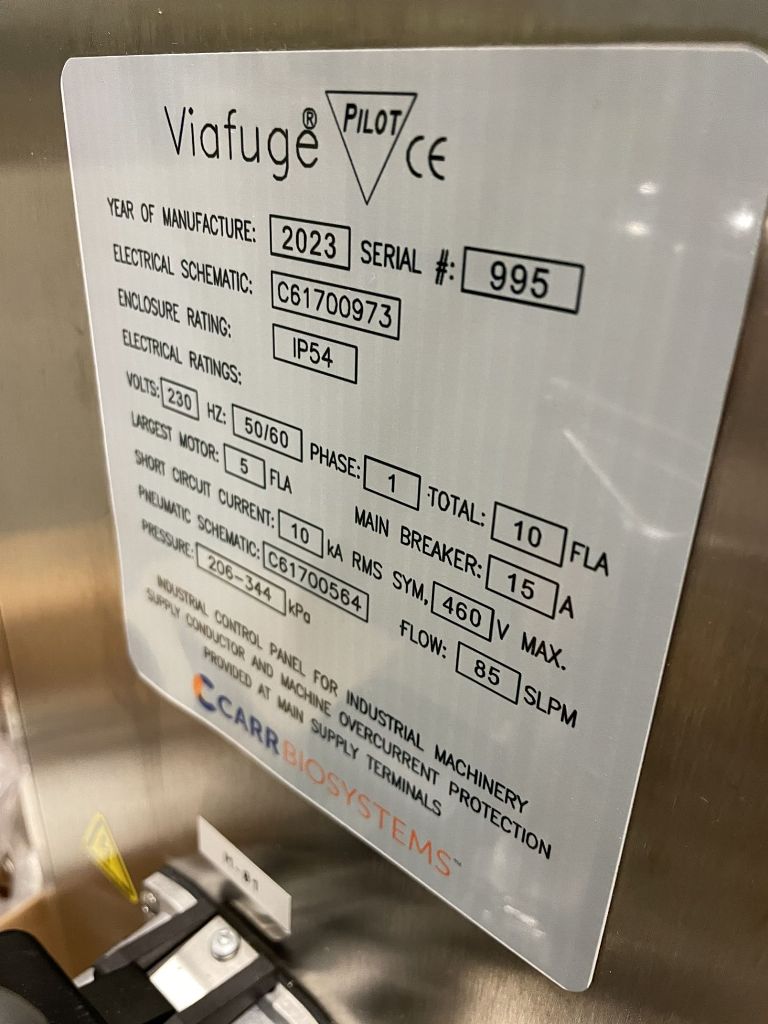 Viafuge® PILOT CE
YEAR OF MANUFACTURE: 2023 SERIAL #: 995
ELECTRICAL SCHEMATIC: C61700973
ENCLOSURE RATING: IP54
ELECTRICAL RATINGS:
VOLTS: 230 HZ: 50/60 PHASE: 1 TOTAL: 10 FLA
LARGEST MOTOR: 5 FLA MAIN BREAKER: 15 A
SHORT CIRCUIT CURRENT: 10 kA RMS SYM, 460 V MAX.
PNEUMATIC SCHEMATIC: C61700564
PRESSURE: 206-344 kPa FLOW: 85 SLPM
INDUSTRIAL CONTROL PANEL FOR INDUSTRIAL MACHINERY
SUPPLY CONDUCTOR AND MACHINE OVERCURRENT PROTECTION
PROVIDED AT MAIN SUPPLY TERMINALS
CARR BIOSYSTEMS™